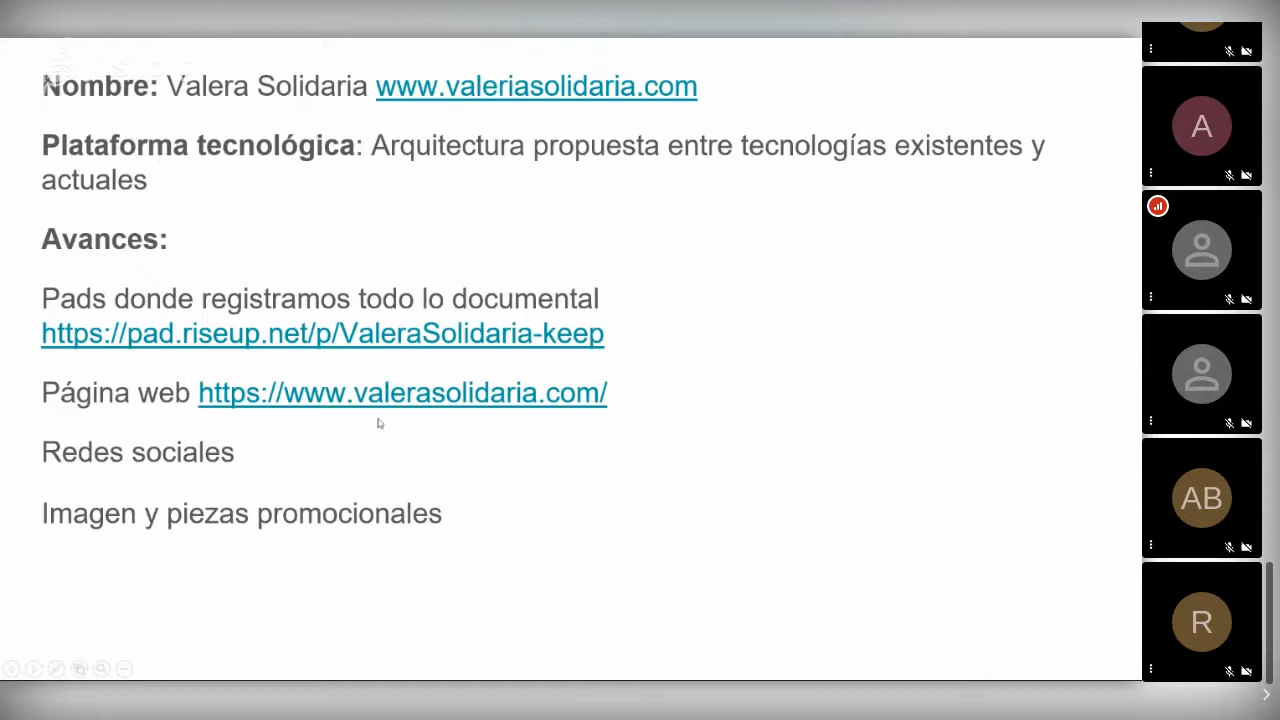 Nombre: Valera Solidaria www.valeriasolidaria.com
Plataforma tecnológica: Arquitectura propuesta entre tecnologías existentes y
actuales
Avances:
Pads donde registramos todo lo documental
https://pad.riseup.net/p/ValeraSolidaria-keep
Página web https://www.valerasolidaria.com/
Redes sociales
Imagen y piezas promocionales
A
AB
R